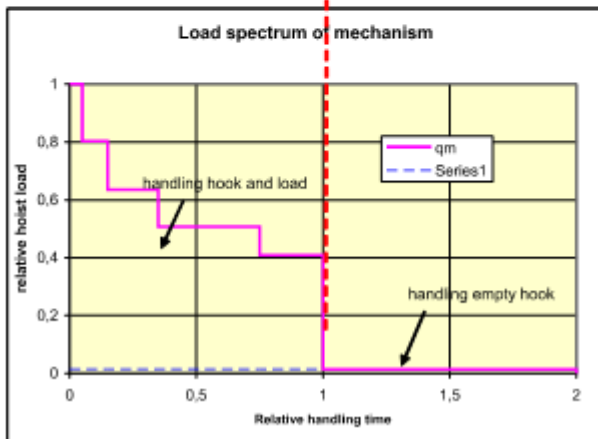 Load spectrum of mechanism
1
0,8
0,6
0,4
0,2
0
relative hoist load
qm
Series1
handling hook and load
handling empty hook
0
0,5
1
1,5
2
Relative handling time